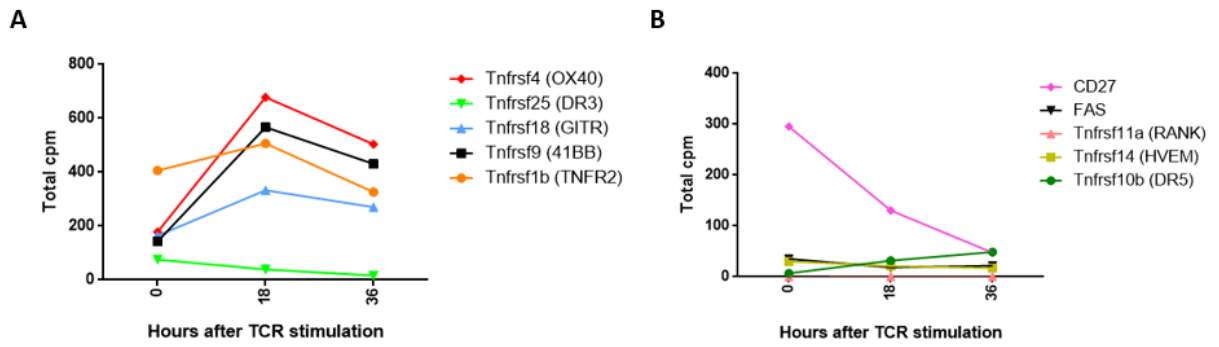 A
800
600
400
200
0
Total cpm
0
18
36
Hours after TCR stimulation
Tnfrsf4 (OX40)
Tnfrsf25 (DR3)
Tnfrsf18 (GITR)
Tnfrsf9 (41BB)
Tnfrsf1b (TNFR2)
B
400
300
200
100
0
Total cpm
0
18
36
Hours after TCR stimulation
CD27
FAS
Tnfrsf11a (RANK)
Tnfrsf14 (HVEM)
Tnfrsf10b (DR5)